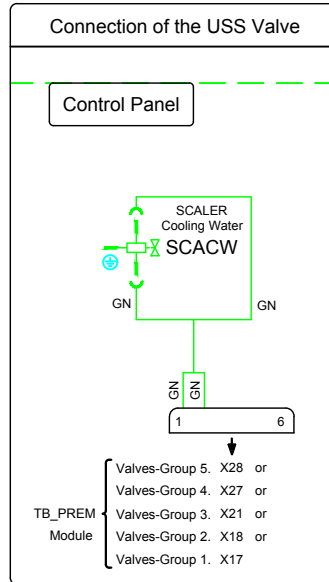 Connection of the USS Valve
Control Panel
SCALER
Cooling Water
SCACW
GN
GN
GN
GN
1 6
Valves-Group 5. X28 or
Valves-Group 4. X27 or
TB_PREM Valves-Group 3. X21 or
Module Valves-Group 2. X18 or
Valves-Group 1. X17